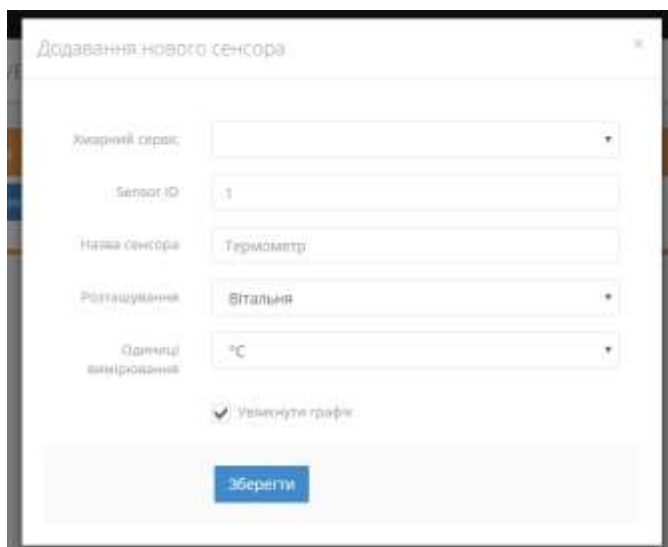 Додавання нового сенсора
×
Хмарний сервіс
Sensor ID
1
Назва сенсора
Термометр
Розташування
Вітальня
Одиниці
вимірювання
°C
Увімкнути графік
Зберегти